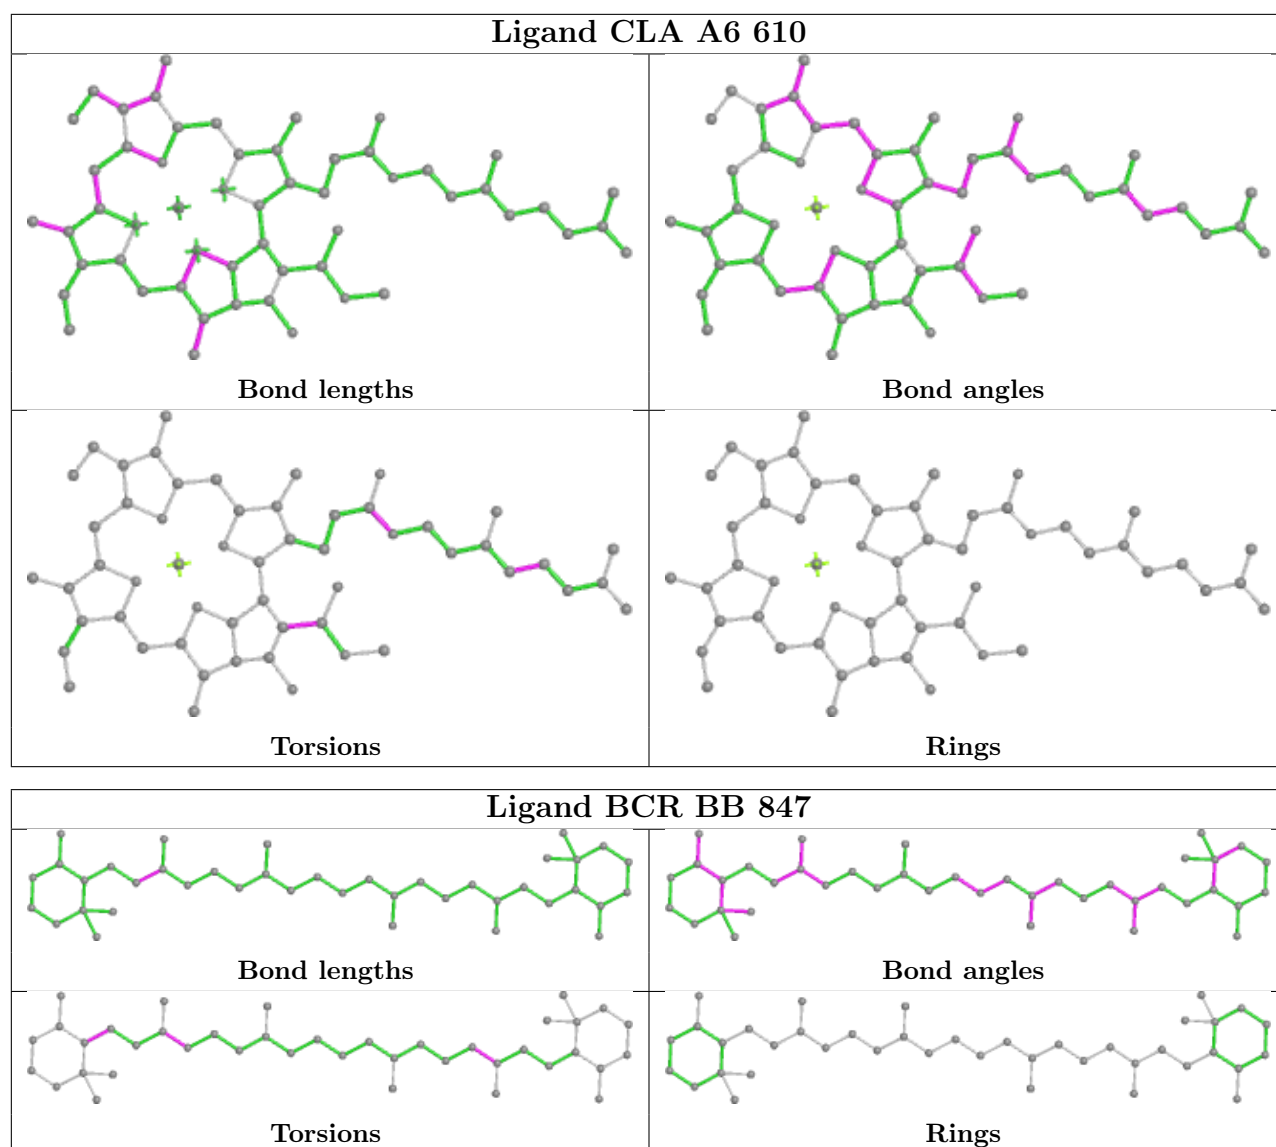 Ligand CLA A6 610
Bond lengths
Bond angles
Torsions
Rings
Ligand BCR BB 847
Bond lengths
Bond angles
Torsions
Rings